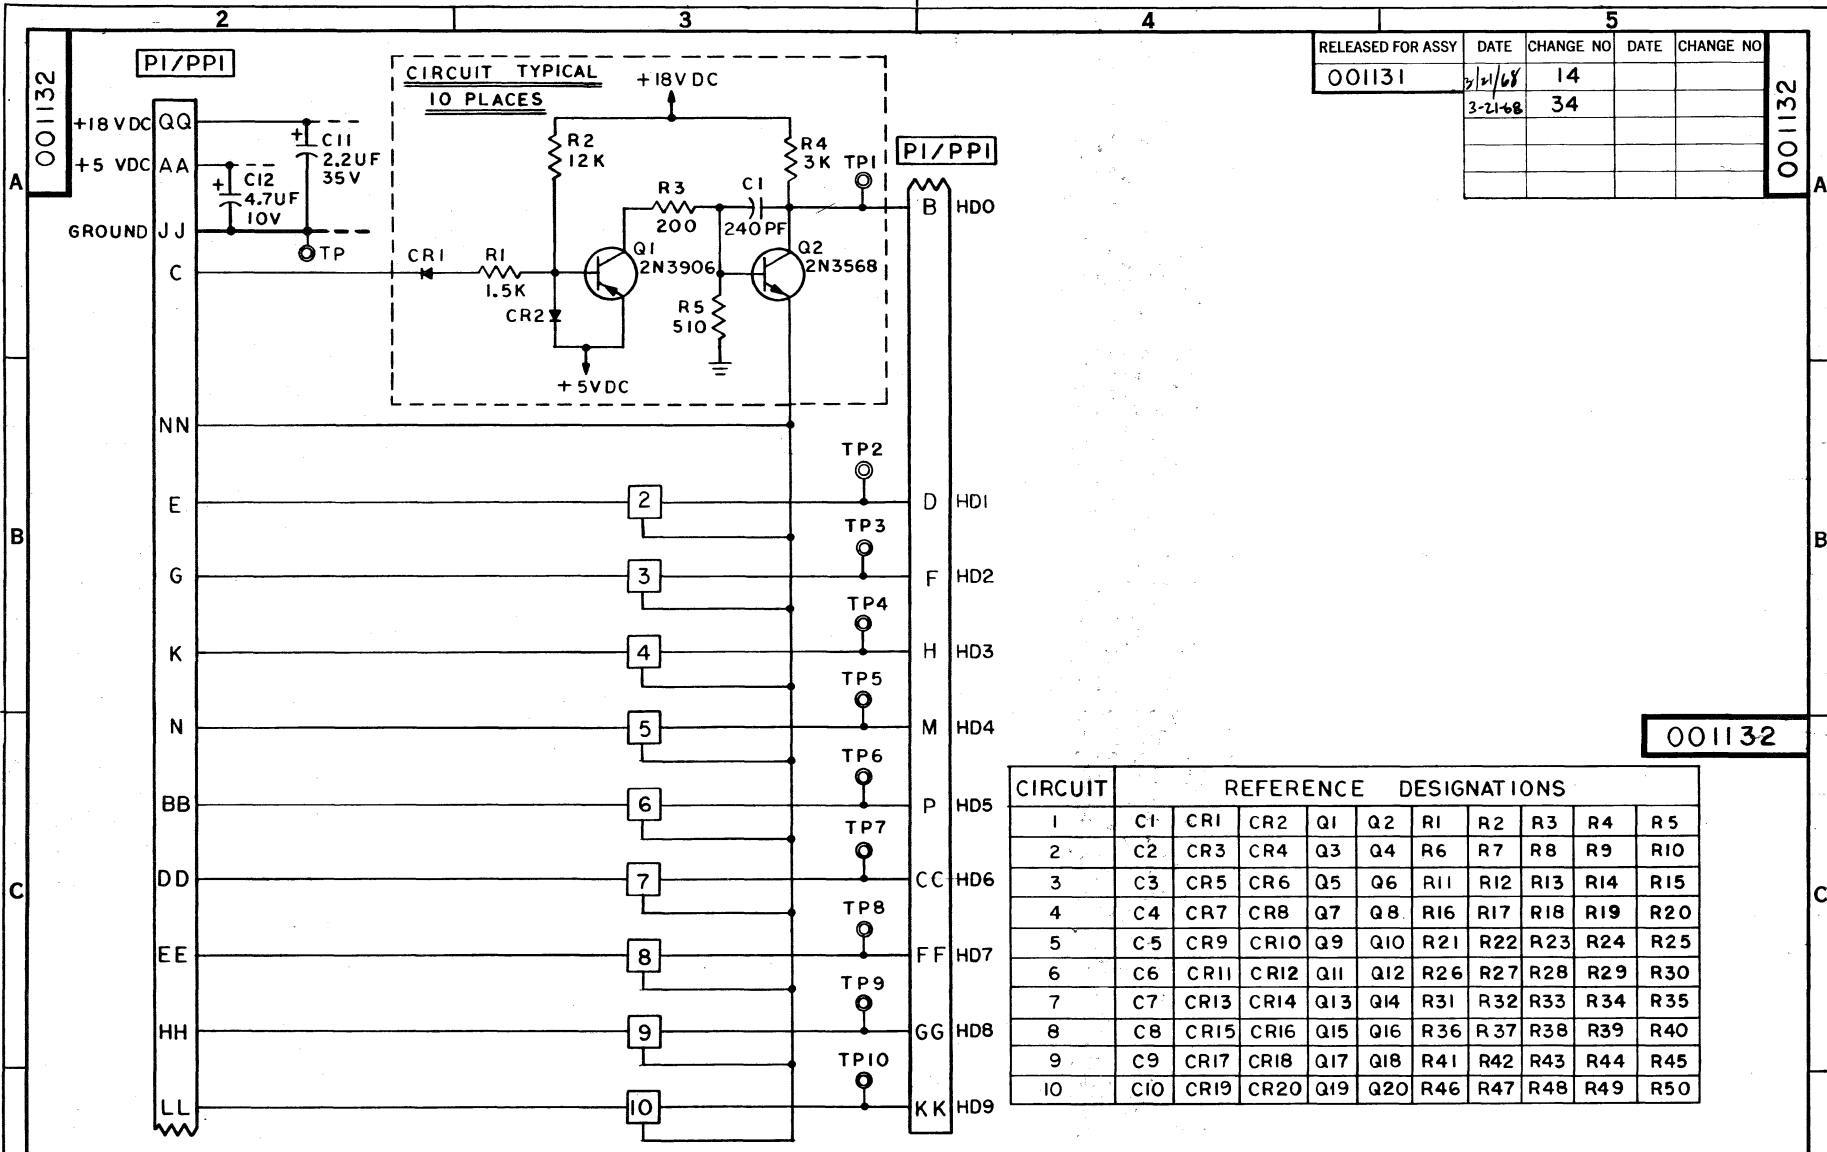 2 3 4 5
001132
P1/PP1
CIRCUIT TYPICAL
10 PLACES
+18V DC
RELEASED FOR ASSY DATE CHANGE NO DATE CHANGE NO
001131 3/21/68 14
3-21-68 34
001132
A
A
+18 VDC QQ
+5 VDC AA
GROUND JJ
C11
2.2UF
35V
C12
4.7UF
10V
TP
R2
12K
R4
3K
TP1
P1/PP1
R3
200
C1
240PF
B HD0
C
CR1
R1
1.5K
Q1
2N3906
Q2
2N3568
CR2
R5
510
+5VDC
NN
TP2
E 2 D HD1
B
B
TP3
G 3 F HD2
TP4
K 4 H HD3
TP5
N 5 M HD4
001132
TP6
BB 6 P HD5
TP7
DD 7 CC HD6
C
C
TP8
EE 8 FF HD7
TP9
HH 9 GG HD8
TP10
LL 10 KK HD9
CIRCUIT REFERENCE DESIGNATIONS
1 C1 CR1 CR2 Q1 Q2 R1 R2 R3 R4 R5
2 C2 CR3 CR4 Q3 Q4 R6 R7 R8 R9 R10
3 C3 CR5 CR6 Q5 Q6 R11 R12 R13 R14 R15
4 C4 CR7 CR8 Q7 Q8 R16 R17 R18 R19 R20
5 C5 CR9 CR10 Q9 Q10 R21 R22 R23 R24 R25
6 C6 CR11 CR12 Q11 Q12 R26 R27 R28 R29 R30
7 C7 CR13 CR14 Q13 Q14 R31 R32 R33 R34 R35
8 C8 CR15 CR16 Q15 Q16 R36 R37 R38 R39 R40
9 C9 CR17 CR18 Q17 Q18 R41 R42 R43 R44 R45
10 C10 CR19 CR20 Q19 Q20 R46 R47 R48 R49 R50